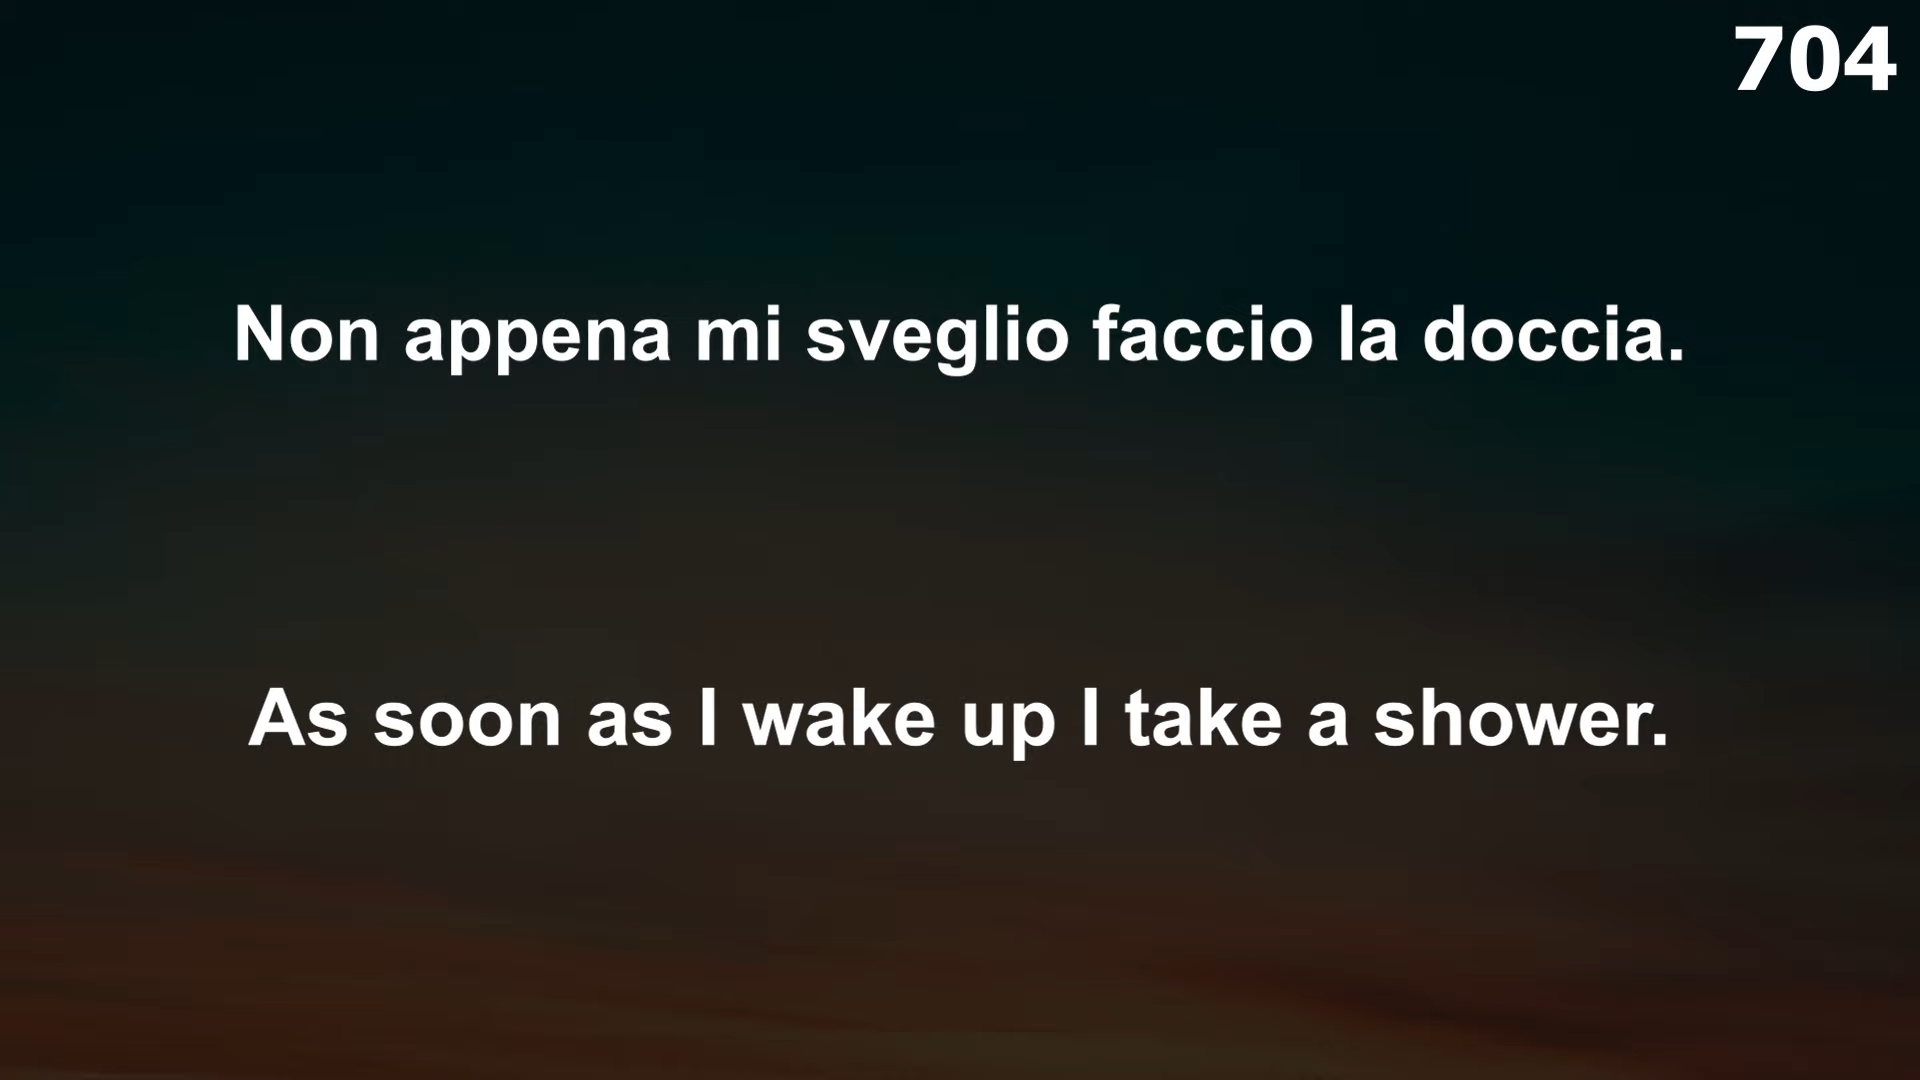 704
Non appena mi sveglio faccio la doccia.
As soon as I wake up I take a shower.